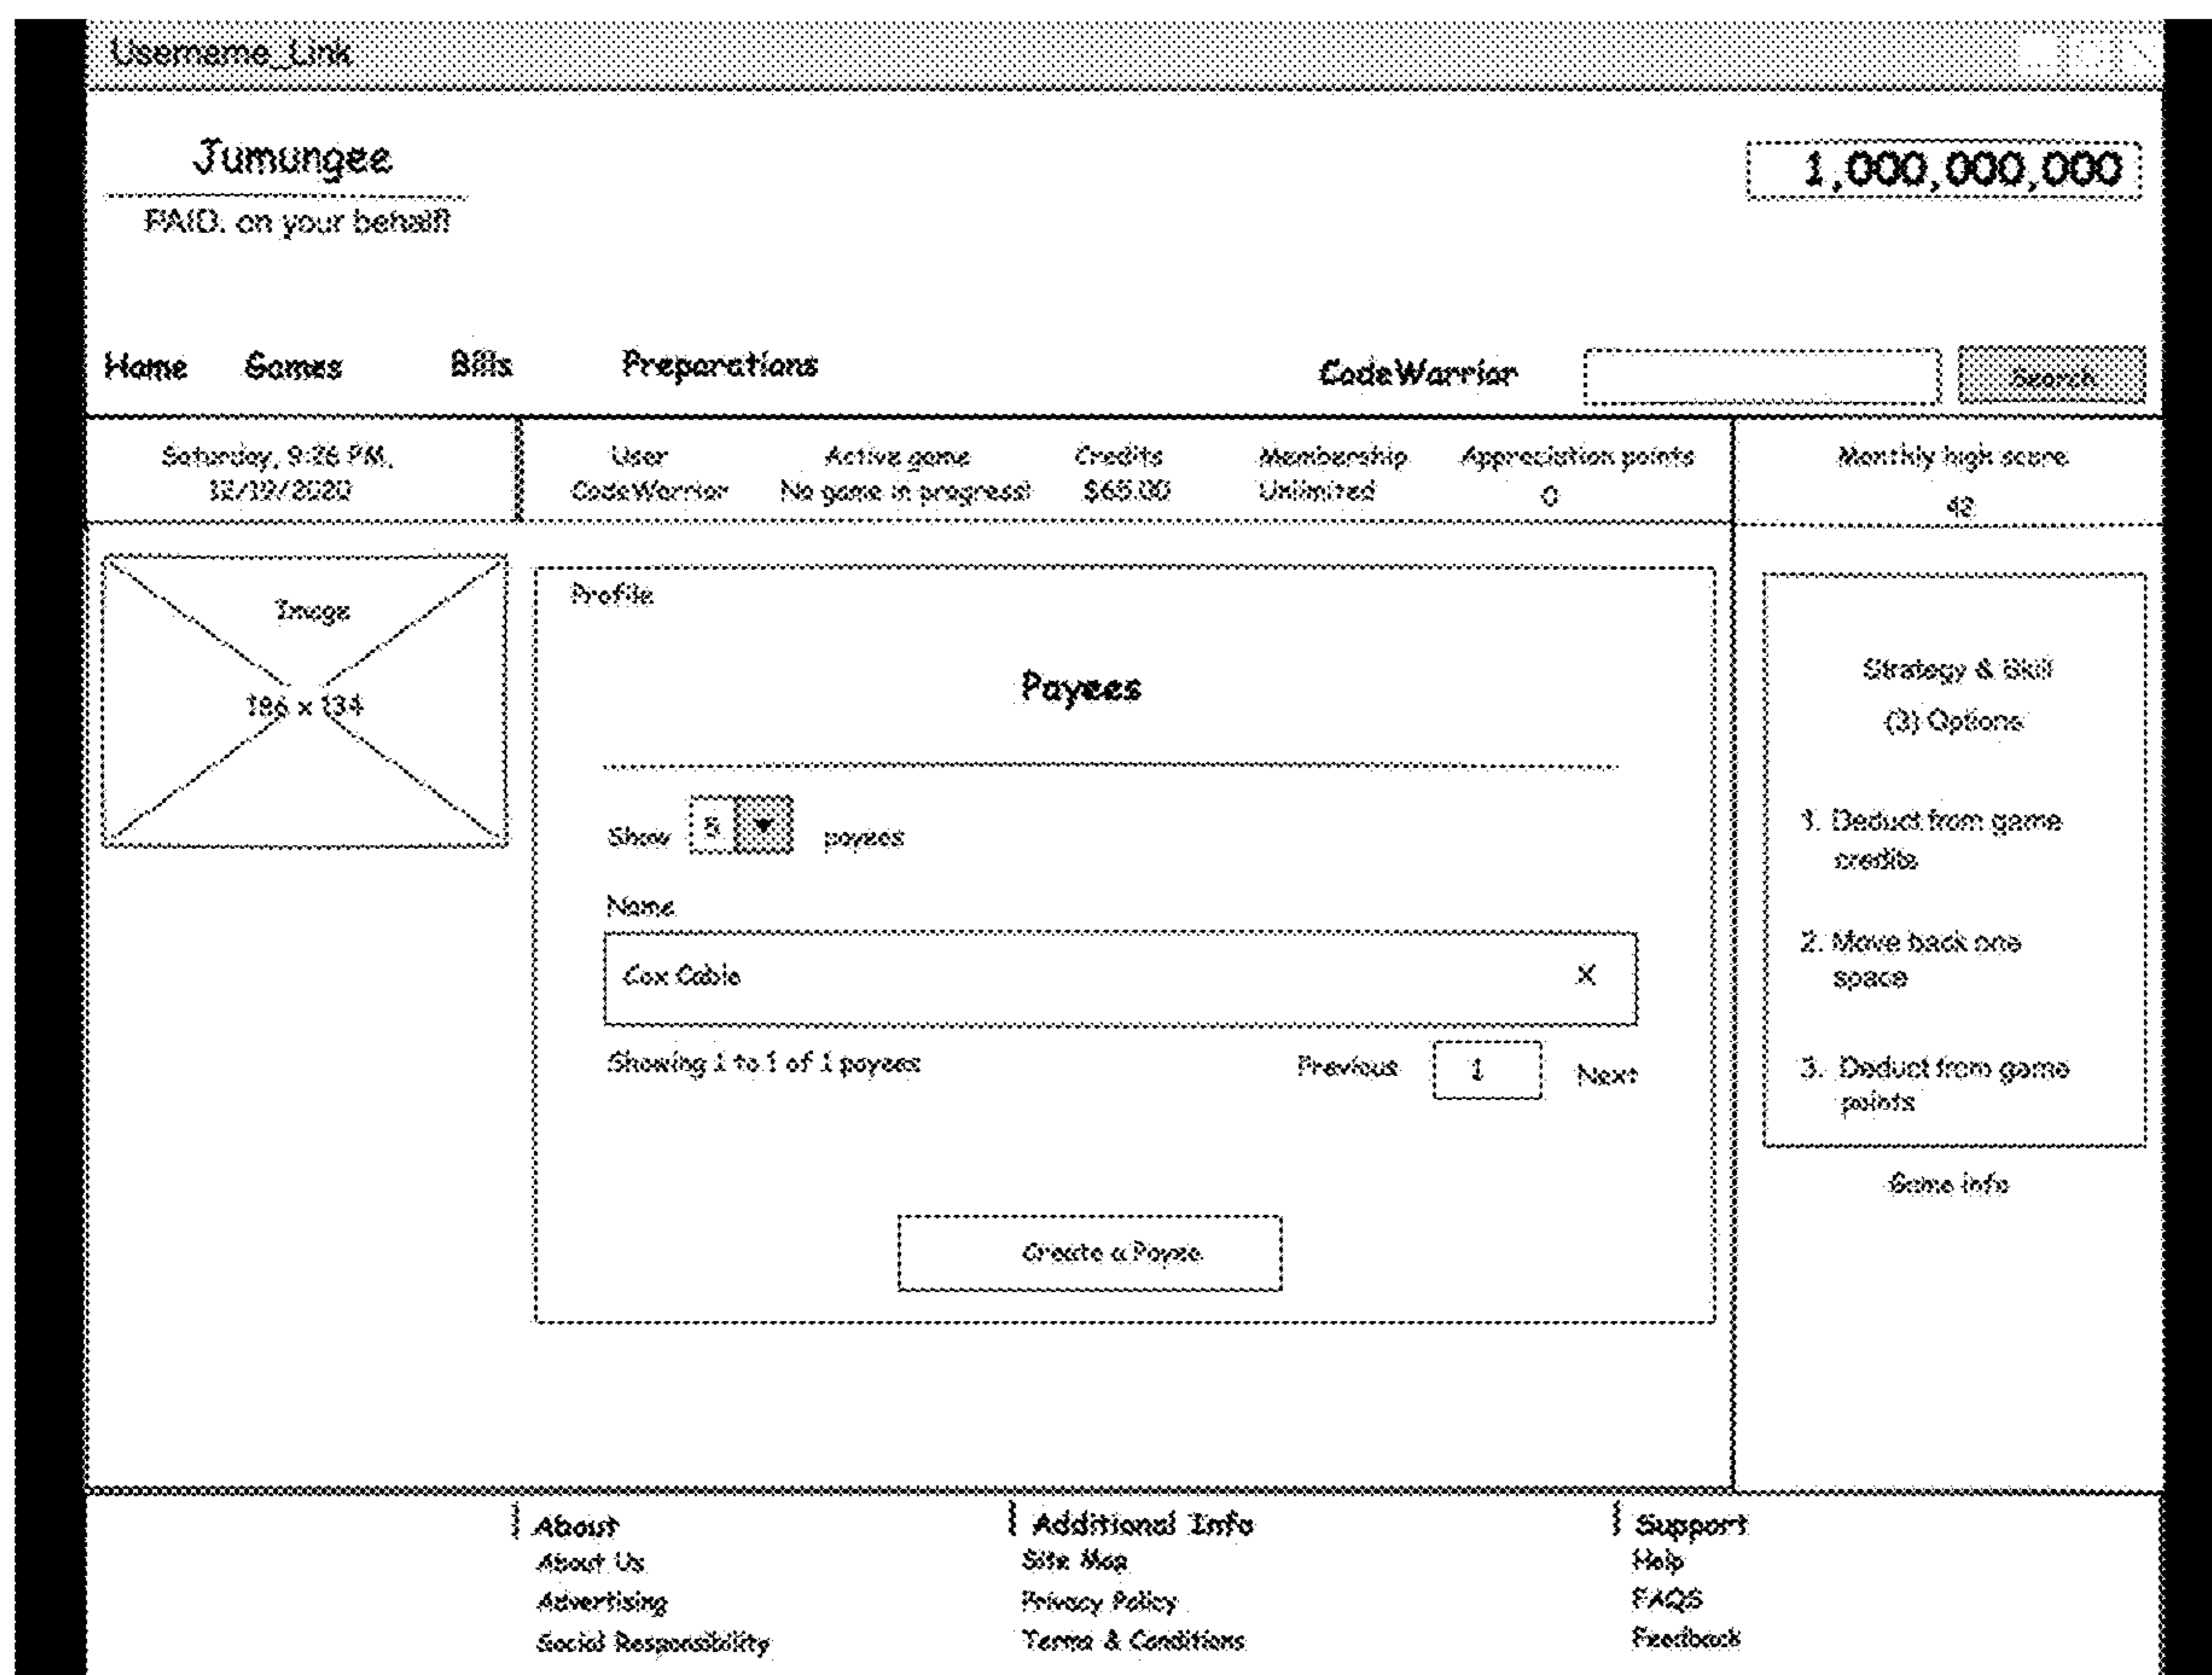 Username_Link
Jumungee
1,000,000,000
PAID. on your behalf!
Home Games Bills Preparations CodeWarrior Search
Saturday, 9:26 PM,
12/19/2020
User Active game Credits Membership Appreciation points
CodeWarrior No game in progress! $65.00 Unlimited 0
Monthly high score
42
Image
186 x 134
Profile
Payees
Show 5 payees
Name
Cox Cable X
Showing 1 to 1 of 1 payees Previous 1 Next
Create a Payee
Strategy & Skill
(3) Options
1. Deduct from game
credits
2. Move back one
space
3. Deduct from game
points
Game info
About
About Us
Advertising
Social Responsibility
Additional Info
Site Map
Privacy Policy
Terms & Conditions
Support
Help
FAQS
Feedback